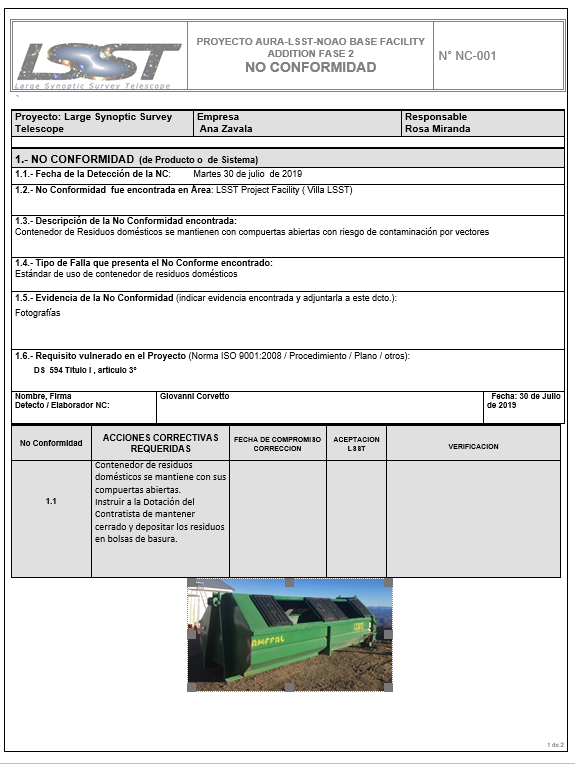 LSST
Large Synoptic Survey Telescope
PROYECTO AURA-LSST-NOAO BASE FACILITY
ADDITION FASE 2
NO CONFORMIDAD
N° NC-001
Proyecto: Large Synoptic Survey
Telescope
Empresa
Ana Zavala
Responsable
Rosa Miranda
1.- NO CONFORMIDAD (de Producto o de Sistema)
1.1.- Fecha de la Detección de la NC: Martes 30 de julio de 2019
1.2.- No Conformidad fue encontrada en Área: LSST Project Facility ( Villa LSST)
1.3.- Descripción de la No Conformidad encontrada:
Contenedor de Residuos domésticos se mantienen con compuertas abiertas con riesgo de contaminación por vectores
1.4.- Tipo de Falla que presenta el No Conforme encontrado:
Estándar de uso de contenedor de residuos domésticos
1.5.- Evidencia de la No Conformidad (indicar evidencia encontrada y adjuntarla a este dcto.):
Fotografías
1.6.- Requisito vulnerado en el Proyecto (Norma ISO 9001:2008 / Procedimiento / Plano / otros):
DS 594 Titulo I , articulo 3°
Nombre, Firma
Detecto / Elaborador NC:
Giovanni Corvetto
Fecha: 30 de Julio
de 2019
No Conformidad
ACCIONES CORRECTIVAS
REQUERIDAS
FECHA DE COMPROMISO
CORRECCION
ACEPTACION
LSST
VERIFICACION
1.1
Contenedor de residuos
domésticos se mantiene con sus
compuertas abiertas.
Instruir a la Dotación del
Contratista de mantener
cerrado y depositar los residuos
en bolsas de basura.
1 de 2